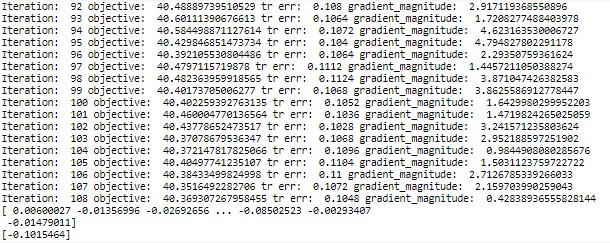 Iteration:  92 objective:  40.48889739510529 tr err:  0.108 gradient_magnitude:  2.917119368550896
Iteration:  93 objective:  40.60111390676613 tr err:  0.1064 gradient_magnitude:  1.7208277488403978
Iteration:  94 objective:  40.584498871127614 tr err:  0.1072 gradient_magnitude:  4.623163530006727
Iteration:  95 objective:  40.429846851473734 tr err:  0.104 gradient_magnitude:  4.794827802291178
Iteration:  96 objective:  40.392105530804486 tr err:  0.1064 gradient_magnitude:  2.29350759361624
Iteration:  97 objective:  40.4797115719878 tr err:  0.1112 gradient_magnitude:  1.4457211050388274
Iteration:  98 objective:  40.482363959918565 tr err:  0.1124 gradient_magnitude:  3.871047426382583
Iteration:  99 objective:  40.40173705006277 tr err:  0.1068 gradient_magnitude:  3.8625586912778447
Iteration:  100 objective:  40.402259392763135 tr err:  0.1052 gradient_magnitude:  1.6429980299952203
Iteration:  101 objective:  40.460004770136564 tr err:  0.1036 gradient_magnitude:  1.4719824265025059
Iteration:  102 objective:  40.43778652473517 tr err:  0.1028 gradient_magnitude:  3.241571235803624
Iteration:  103 objective:  40.37078679536347 tr err:  0.1068 gradient_magnitude:  2.952188597251902
Iteration:  104 objective:  40.372147817825066 tr err:  0.1096 gradient_magnitude:  0.9844908080285676
Iteration:  105 objective:  40.40497741235107 tr err:  0.1104 gradient_magnitude:  1.5031123759722722
Iteration:  106 objective:  40.38433499824998 tr err:  0.11 gradient_magnitude:  2.7126785339266033
Iteration:  107 objective:  40.3516492282706 tr err:  0.1072 gradient_magnitude:  2.159703990259043
Iteration:  108 objective:  40.369307267958455 tr err:  0.1048 gradient_magnitude:  0.42838936555828144
[ 0.00600027 -0.01356996 -0.02692656 ... -0.08502523 -0.00293407
 -0.01479011]
[-0.1015464]